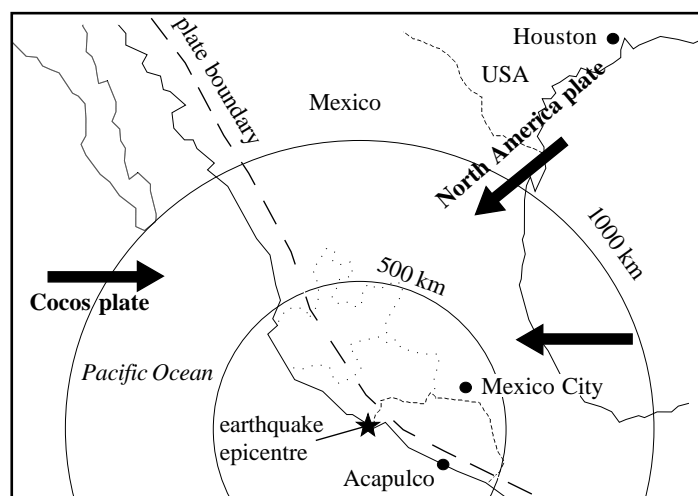 Houston
plate boundary
USA
Mexico
North America plate
1000 km
500 km
Cocos plate
Pacific Ocean
Mexico City
earthquake
epicentre
Acapulco